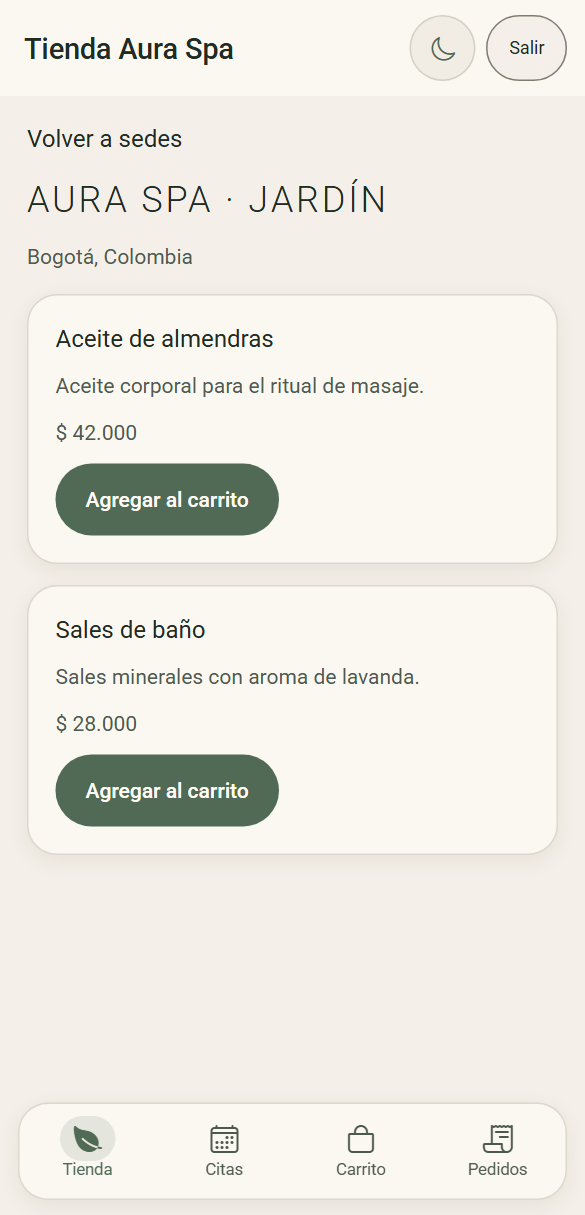 Tienda Aura Spa
Salir
Volver a sedes
AURA SPA · JARDÍN
Bogotá, Colombia
Aceite de almendras
Aceite corporal para el ritual de masaje.
$ 42.000
Agregar al carrito
Sales de baño
Sales minerales con aroma de lavanda.
$ 28.000
Agregar al carrito
Tienda
Citas
Carrito
Pedidos